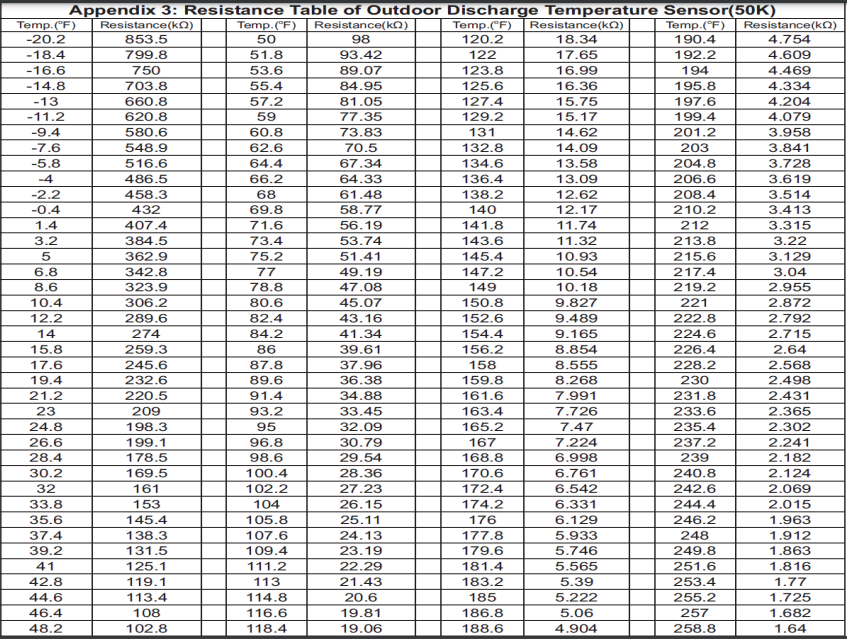 Appendix 3: Resistance Table of Outdoor Discharge Temperature Sensor(50K)
Temp.(°F) Resistance(kΩ) Temp.(°F) Resistance(kΩ) Temp.(°F) Resistance(kΩ) Temp.(°F) Resistance(kΩ)
-20.2 853.5 50 98 120.2 18.34 190.4 4.754
-18.4 799.8 51.8 93.42 122 17.65 192.2 4.609
-16.6 750 53.6 89.07 123.8 16.99 194 4.469
-14.8 703.8 55.4 84.95 125.6 16.36 195.8 4.334
-13 660.8 57.2 81.05 127.4 15.75 197.6 4.204
-11.2 620.8 59 77.35 129.2 15.17 199.4 4.079
-9.4 580.6 60.8 73.83 131 14.62 201.2 3.958
-7.6 548.9 62.6 70.5 132.8 14.09 203 3.841
-5.8 516.6 64.4 67.34 134.6 13.58 204.8 3.728
-4 486.5 66.2 64.33 136.4 13.09 206.6 3.619
-2.2 458.3 68 61.48 138.2 12.62 208.4 3.514
-0.4 432 69.8 58.77 140 12.17 210.2 3.413
1.4 407.4 71.6 56.19 141.8 11.74 212 3.315
3.2 384.5 73.4 53.74 143.6 11.32 213.8 3.22
5 362.9 75.2 51.41 145.4 10.93 215.6 3.129
6.8 342.8 77 49.19 147.2 10.54 217.4 3.04
8.6 323.9 78.8 47.08 149 10.18 219.2 2.955
10.4 306.2 80.6 45.07 150.8 9.827 221 2.872
12.2 289.6 82.4 43.16 152.6 9.489 222.8 2.792
14 274 84.2 41.34 154.4 9.165 224.6 2.715
15.8 259.3 86 39.61 156.2 8.854 226.4 2.64
17.6 245.6 87.8 37.96 158 8.555 228.2 2.568
19.4 232.6 89.6 36.38 159.8 8.268 230 2.498
21.2 220.5 91.4 34.88 161.6 7.991 231.8 2.431
23 209 93.2 33.45 163.4 7.726 233.6 2.365
24.8 198.3 95 32.09 165.2 7.47 235.4 2.302
26.6 199.1 96.8 30.79 167 7.224 237.2 2.241
28.4 178.5 98.6 29.54 168.8 6.998 239 2.182
30.2 169.5 100.4 28.36 170.6 6.761 240.8 2.124
32 161 102.2 27.23 172.4 6.542 242.6 2.069
33.8 153 104 26.15 174.2 6.331 244.4 2.015
35.6 145.4 105.8 25.11 176 6.129 246.2 1.963
37.4 138.3 107.6 24.13 177.8 5.933 248 1.912
39.2 131.5 109.4 23.19 179.6 5.746 249.8 1.863
41 125.1 111.2 22.29 181.4 5.565 251.6 1.816
42.8 119.1 113 21.43 183.2 5.39 253.4 1.77
44.6 113.4 114.8 20.6 185 5.222 255.2 1.725
46.4 108 116.6 19.81 186.8 5.06 257 1.682
48.2 102.8 118.4 19.06 188.6 4.904 258.8 1.64